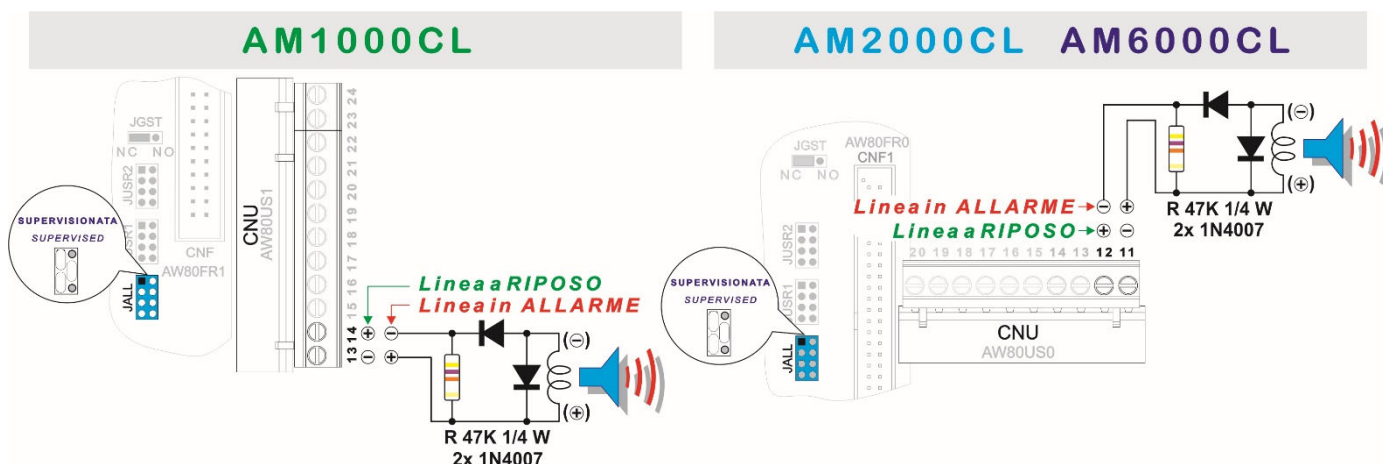 AM1000CL
JGST
NC NO
JUSR2
JUSR1
SUPERVISIONATA
SUPERVISED
CNF
AW80FR1
JALL
CNU
AW80US1
24
23
22
21
20
19
18
17
16
15
14
13
Linea a RIPOSO
Linea in ALLARME
+ −
− +
(−)
(+)
R 47K 1/4 W
2x 1N4007
AM2000CL AM6000CL
JGST
NC NO
AW80FR0
CNF1
JUSR2
JUSR1
SUPERVISIONATA
SUPERVISED
JALL
Linea in ALLARME
− +
Linea a RIPOSO
+ −
20 19 18 17 16 15 14 13 12 11
CNU
AW80US0
(−)
(+)
R 47K 1/4 W
2x 1N4007